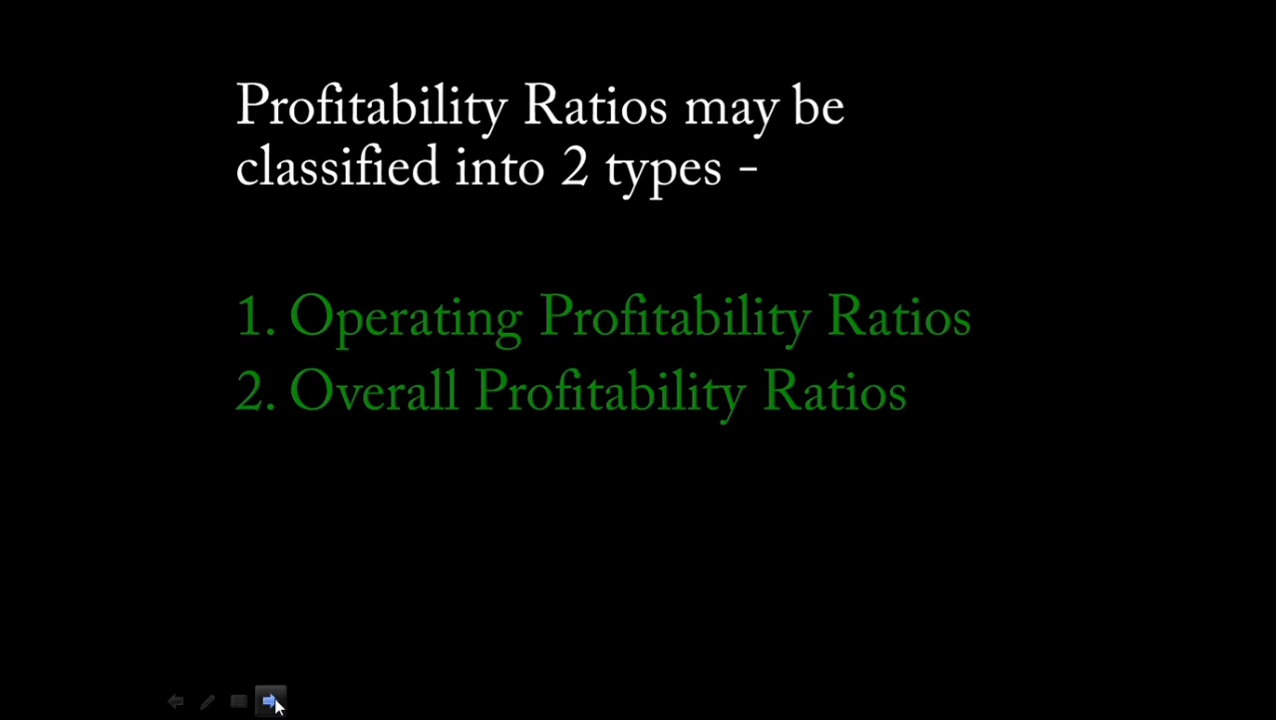 Profitability Ratios may be
classified into 2 types -
1. Operating Profitability Ratios
2. Overall Profitability Ratios